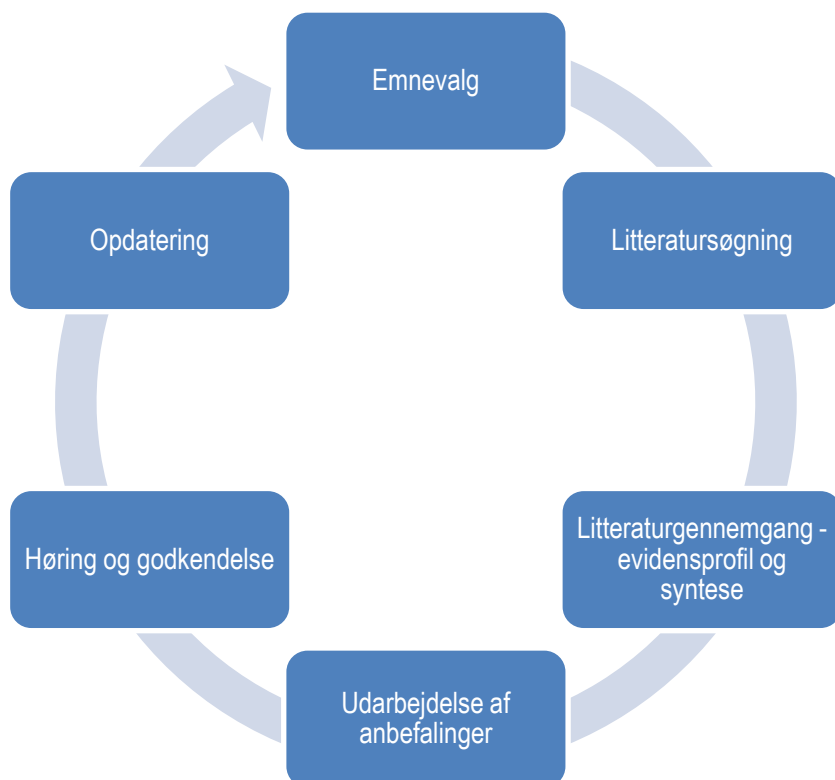 Emnevalg
Litteratursøgning
Litteraturgennemgang -
evidensprofil og
syntese
Udarbejdelse af
anbefalinger
Høring og godkendelse
Opdatering